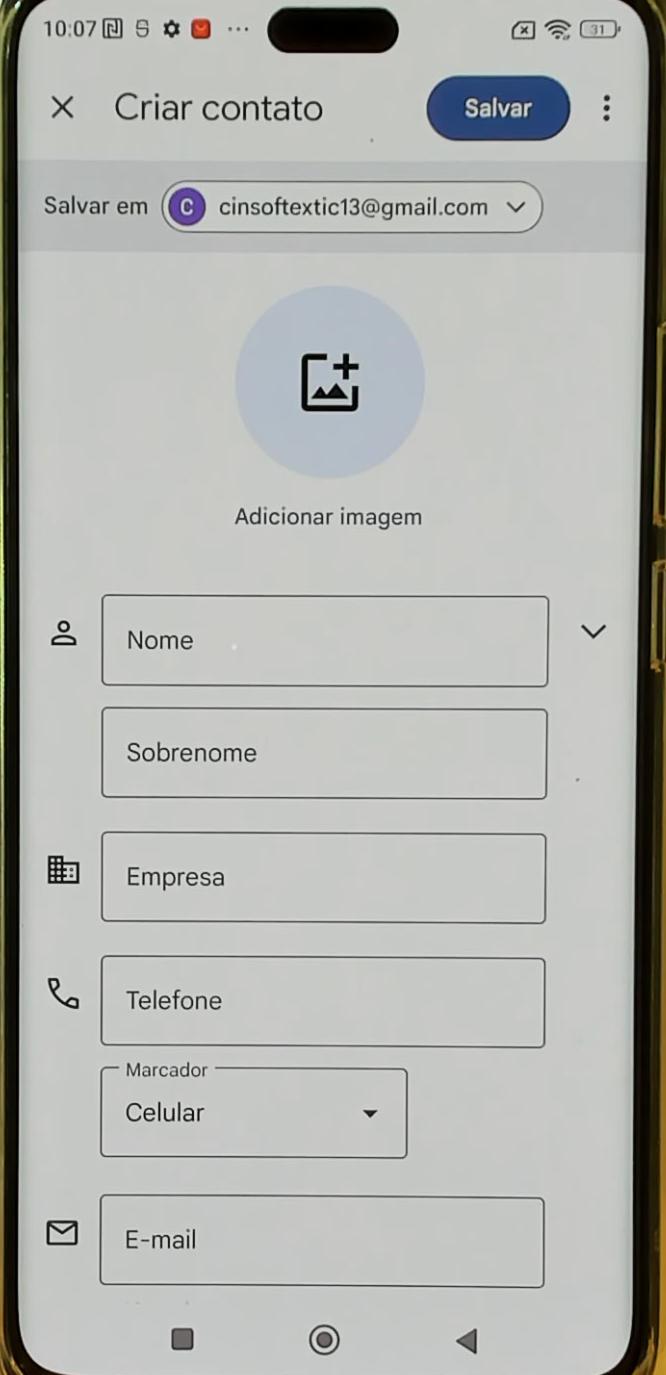 10:07
31
Criar contato
Salvar
Salvar em
C cinsoftextic13@gmail.com
Adicionar imagem
Nome
Sobrenome
Empresa
Telefone
Marcador
Celular
E-mail